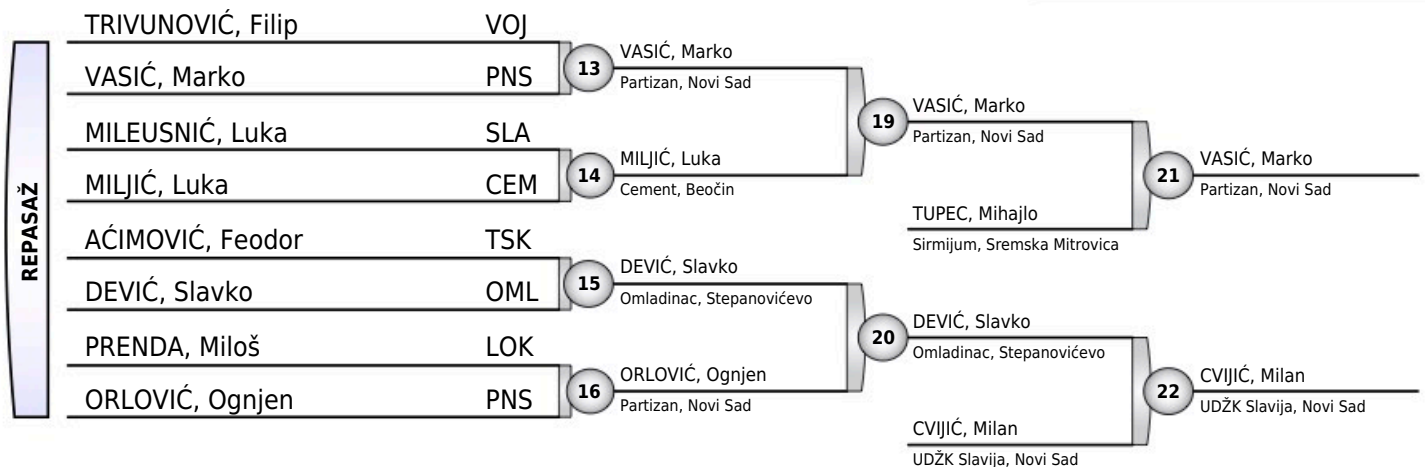 REPASAŽ
TRIVUNOVIĆ, Filip VOJ
VASIĆ, Marko PNS
MILEUSNIĆ, Luka SLA
MILJIĆ, Luka CEM
AĆIMOVIĆ, Feodor TSK
DEVIĆ, Slavko OML
PRENDA, Miloš LOK
ORLOVIĆ, Ognjen PNS
13
VASIĆ, Marko
Partizan, Novi Sad
14
MILJIĆ, Luka
Cement, Beočin
15
DEVIĆ, Slavko
Omladinac, Stepanovićevo
16
ORLOVIĆ, Ognjen
Partizan, Novi Sad
19
VASIĆ, Marko
Partizan, Novi Sad
TUPEC, Mihajlo
Sirmijum, Sremska Mitrovica
20
DEVIĆ, Slavko
Omladinac, Stepanovićevo
CVIJIĆ, Milan
UDŽK Slavija, Novi Sad
21
VASIĆ, Marko
Partizan, Novi Sad
22
CVIJIĆ, Milan
UDŽK Slavija, Novi Sad